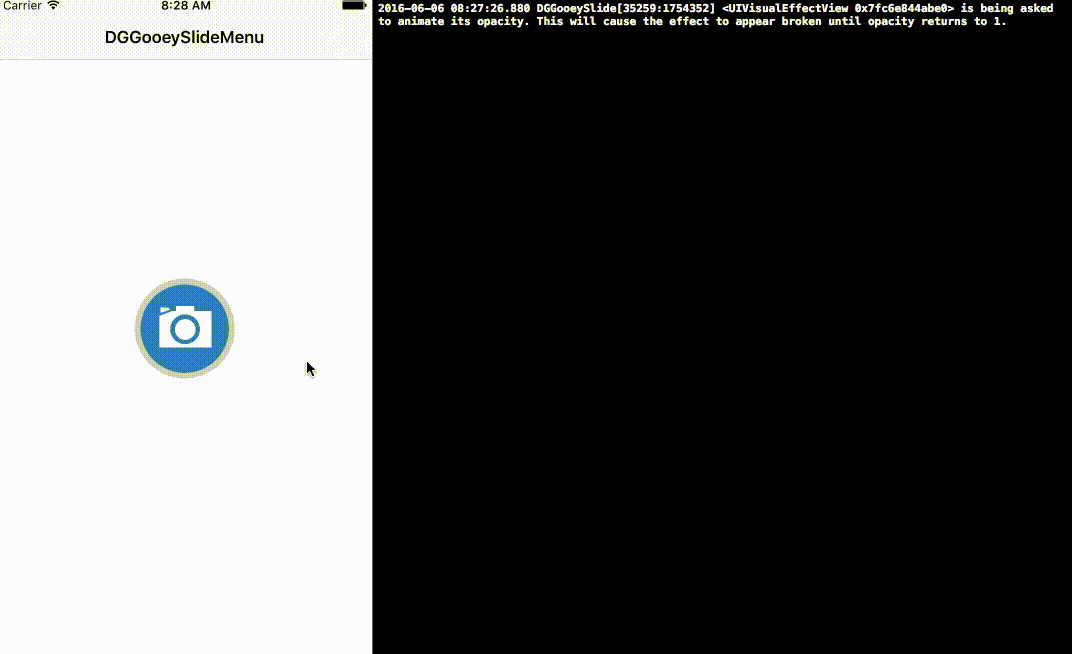 Carrier 8:28 AM
DGGooeySlideMenu
2016-06-06 08:27:26.880 DGGooeySlide[35259:1754352] <UIVisualEffectView 0x7fc6e844abe0> is being asked
to animate its opacity. This will cause the effect to appear broken until opacity returns to 1.